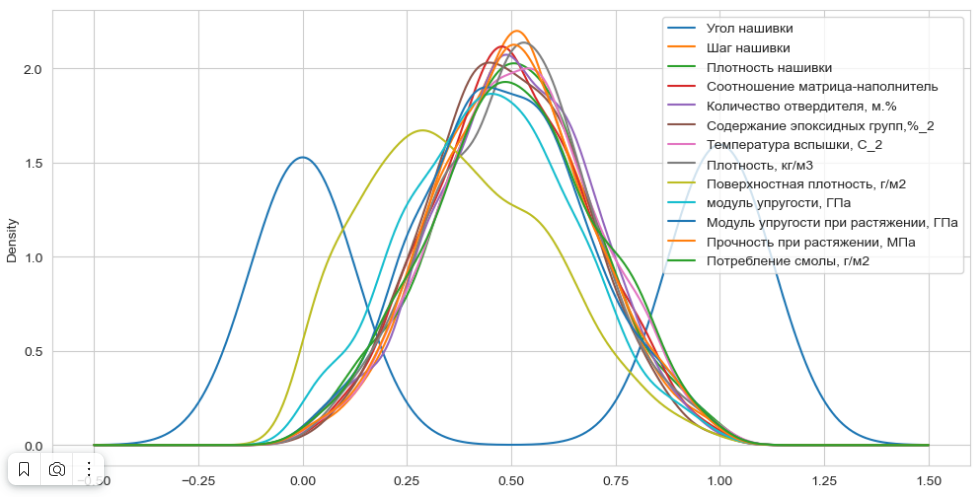 Density
2.0
1.5
1.0
0.5
0.0
Угол нашивки
Шаг нашивки
Плотность нашивки
Соотношение матрица-наполнитель
Количество отвердителя, м.%
Содержание эпоксидных групп,%_2
Температура вспышки, С_2
Плотность, кг/м3
Поверхностная плотность, г/м2
модуль упругости, ГПа
Модуль упругости при растяжении, ГПа
Прочность при растяжении, МПа
Потребление смолы, г/м2
−0.50 −0.25 0.00 0.25 0.50 0.75 1.00 1.25 1.50